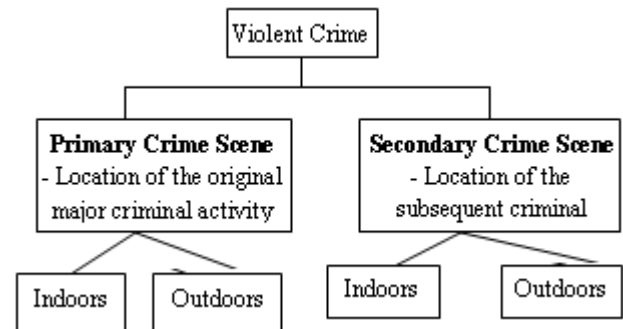 Violent Crime
Primary Crime Scene
- Location of the original
major criminal activity
Secondary Crime Scene
- Location of the
subsequent criminal
Indoors
Outdoors
Indoors
Outdoors